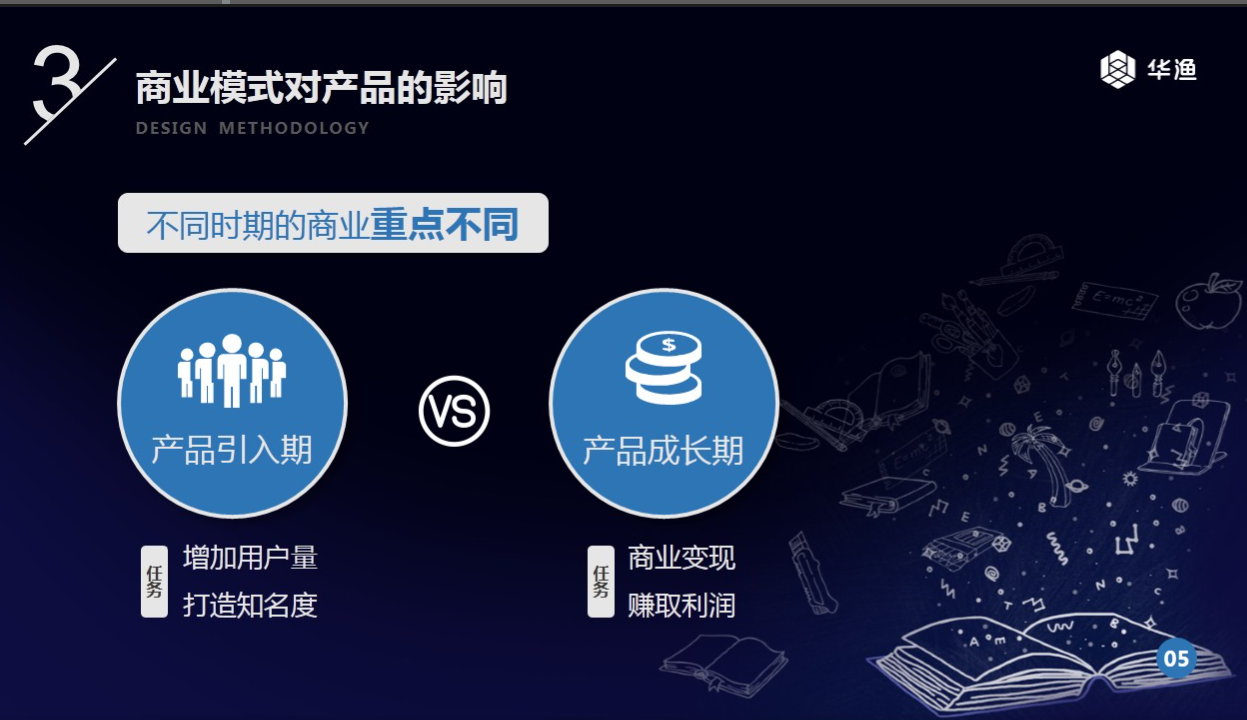 3
商业模式对产品的影响
DESIGN METHODOLOGY
华渔
不同时期的商业重点不同
产品引入期
VS
$
产品成长期
任务
增加用户量
打造知名度
任务
商业变现
赚取利润
E=mc²
05